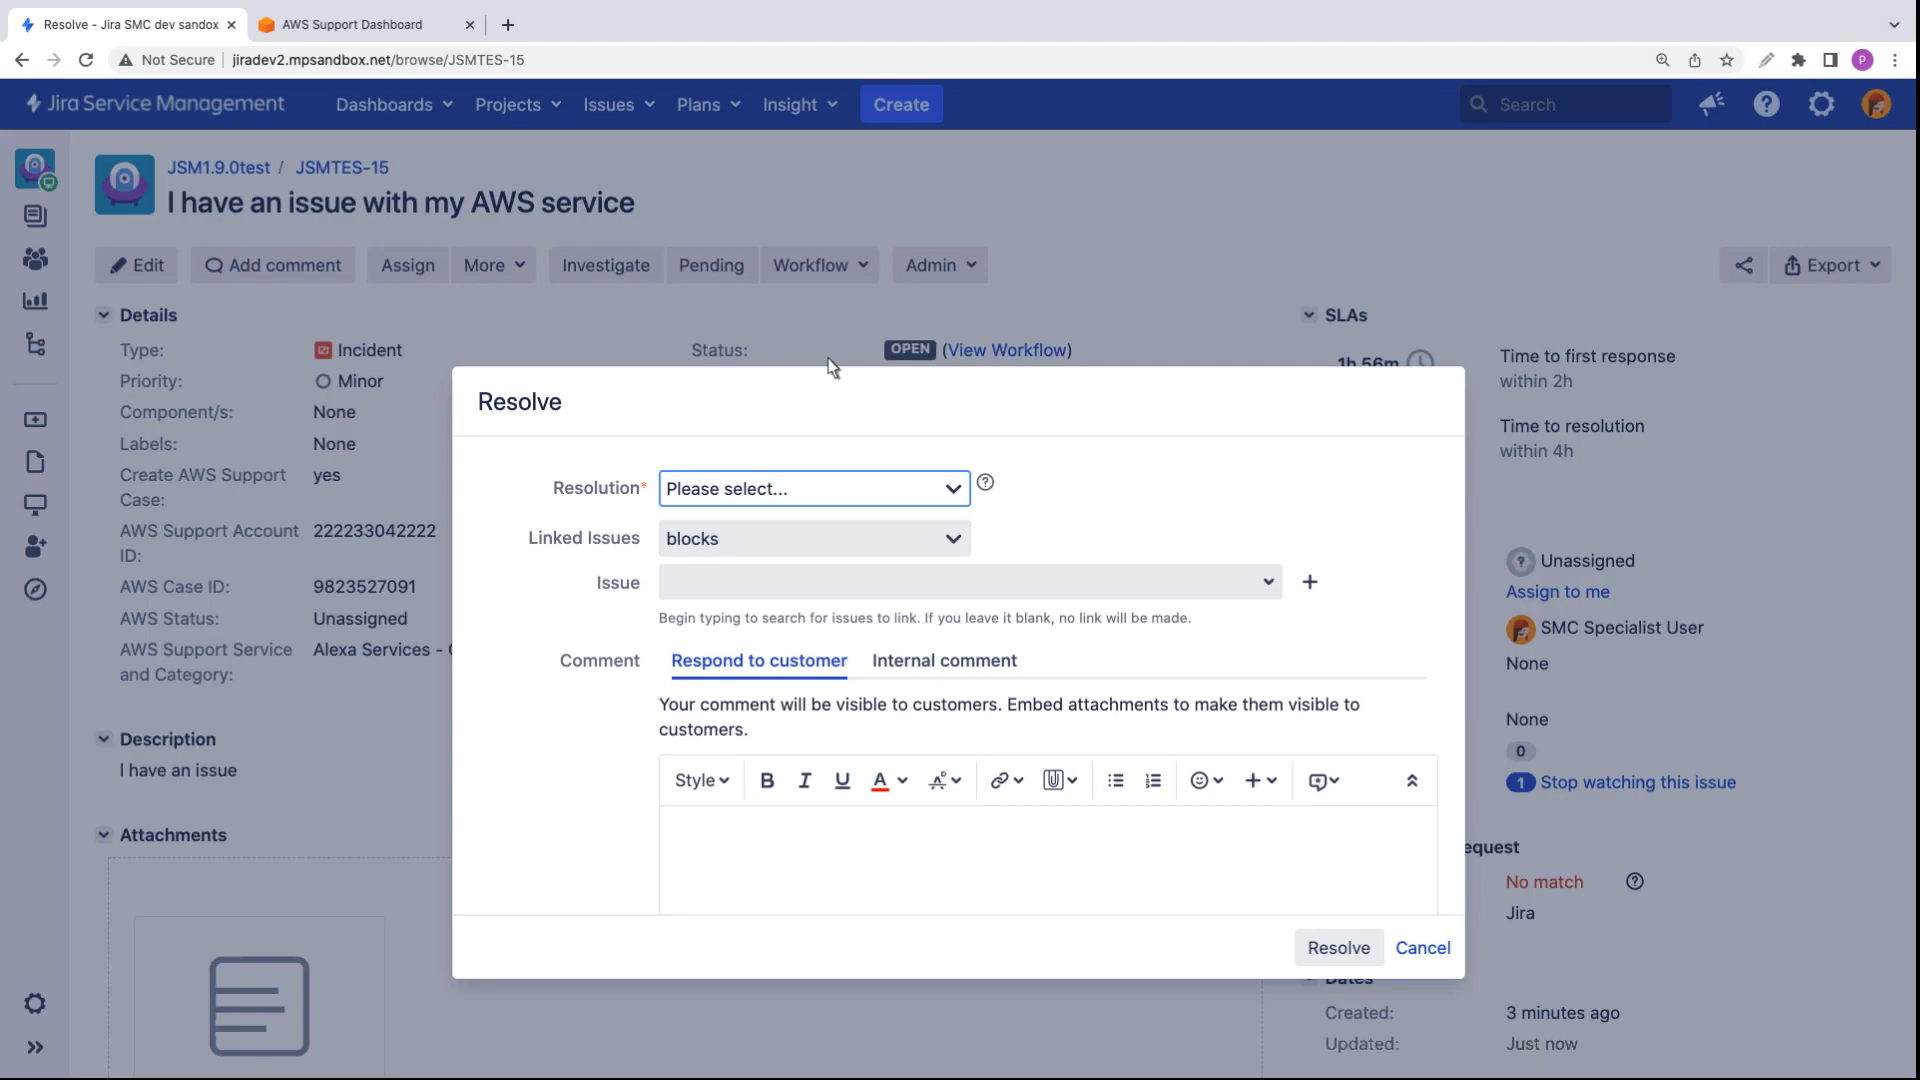 Resolve - Jira SMC dev sandox
AWS Support Dashboard
Not Secure
jiradev2.mpsandbox.net/browse/JSMTES-15
P
Jira Service Management
Dashboards
Projects
Issues
Plans
Insight
Create
Search
JSM1.9.0test / JSMTES-15
I have an issue with my AWS service
Edit
Add comment
Assign
More
Investigate
Pending
Workflow
Admin
Export
Details
SLAs
Type:
Incident
Status:
OPEN (View Workflow)
1h 56m
Time to first response
within 2h
Priority:
Minor
Component/s:
None
Labels:
None
Time to resolution
within 4h
Create AWS Support
Case:
yes
AWS Support Account
ID:
222233042222
AWS Case ID:
9823527091
AWS Status:
Unassigned
AWS Support Service
and Category:
Alexa Services -
Description
I have an issue
Attachments
Resolve
Resolution*
Please select...
Linked Issues
blocks
Issue
Begin typing to search for issues to link. If you leave it blank, no link will be made.
Comment
Respond to customer
Internal comment
Your comment will be visible to customers. Embed attachments to make them visible to
customers.
Style
B
I
U
A
Resolve
Cancel
Unassigned
Assign to me
SMC Specialist User
None
None
0
1
Stop watching this issue
equest
No match
Jira
Dates
Created:
3 minutes ago
Updated:
Just now